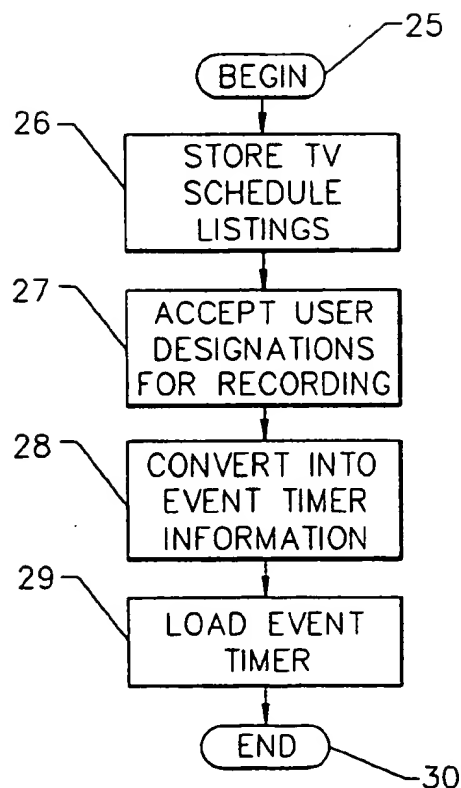 25
BEGIN
26
STORE TV
SCHEDULE
LISTINGS
27
ACCEPT USER
DESIGNATIONS
FOR RECORDING
28
CONVERT INTO
EVENT TIMER
INFORMATION
29
LOAD EVENT
TIMER
END
30